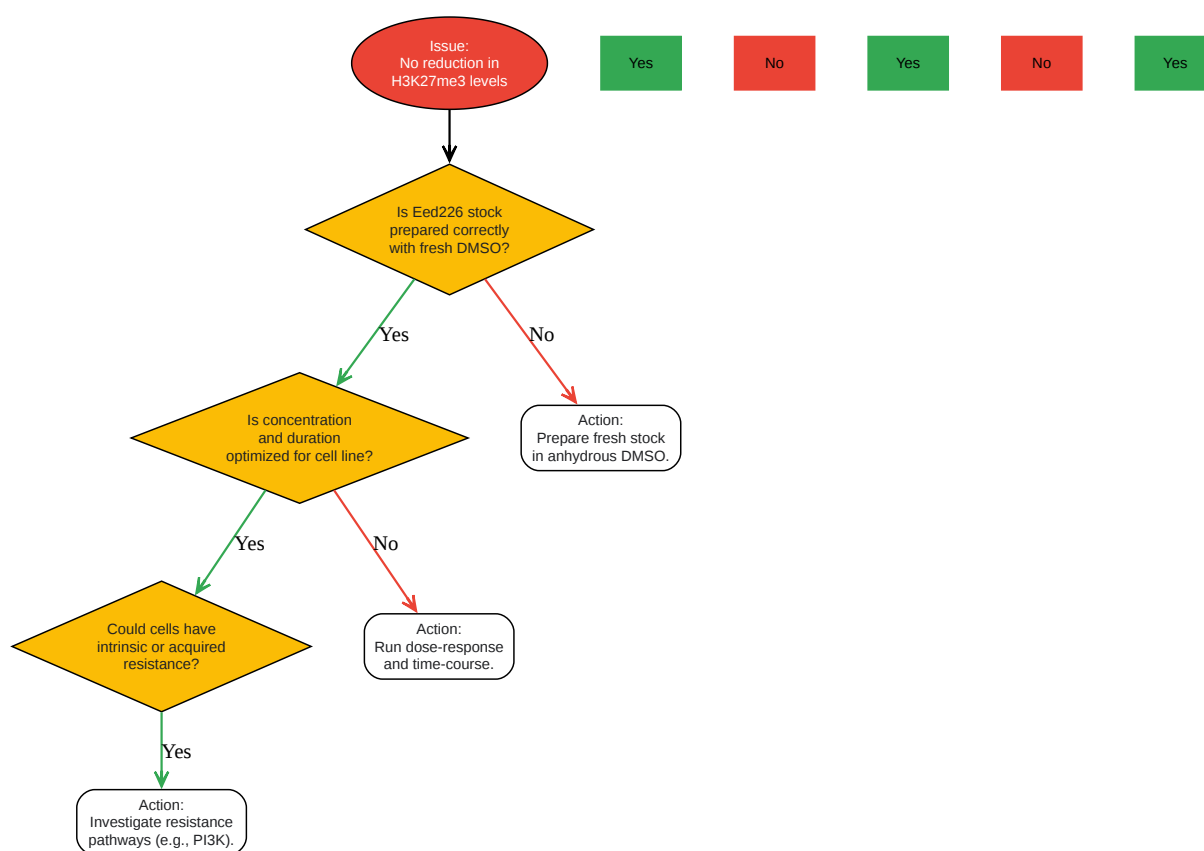 Issue:
No reduction in
H3K27me3 levels
Yes
No
Yes
No
Yes
Is Eed226 stock
prepared correctly
with fresh DMSO?
Yes
No
Is concentration
and duration
optimized for cell line?
Action:
Prepare fresh stock
in anhydrous DMSO.
Yes
No
Could cells have
intrinsic or acquired
resistance?
Action:
Run dose-response
and time-course.
Yes
Action:
Investigate resistance
pathways (e.g., PI3K).